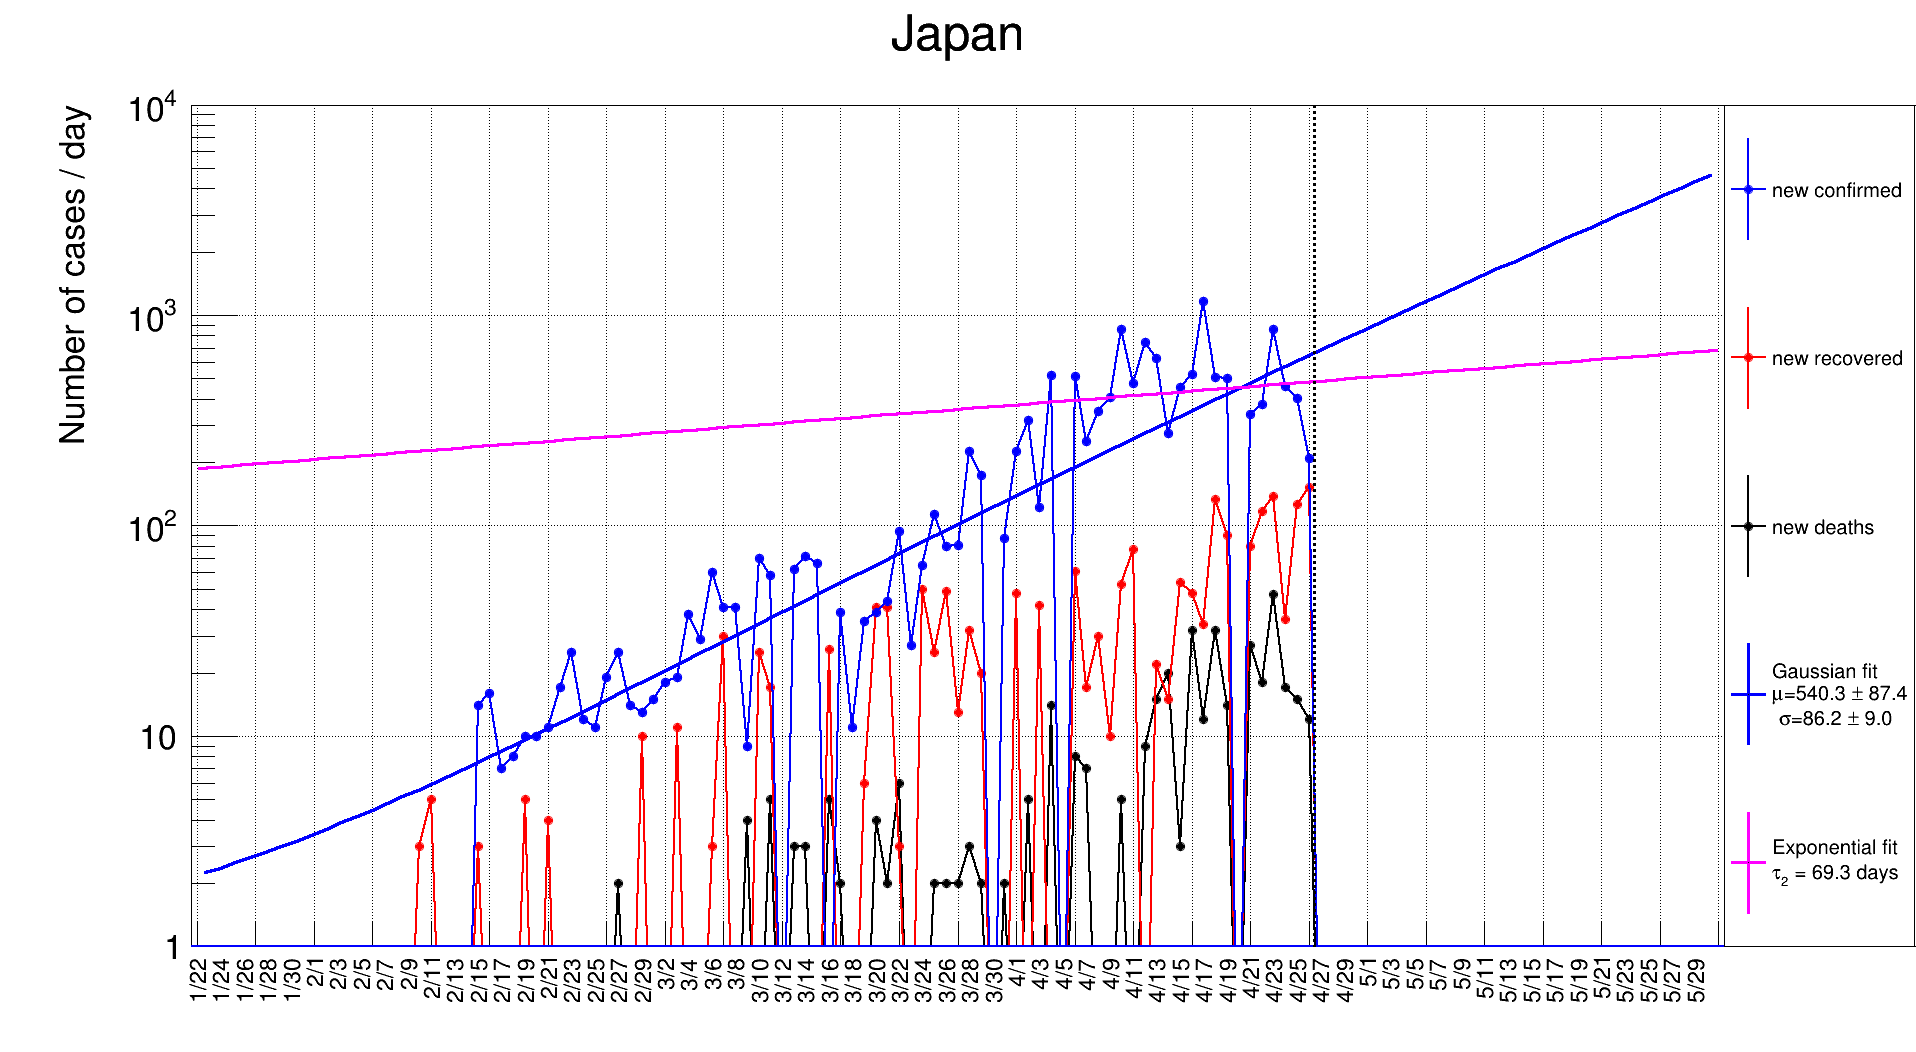 Japan
Number of cases / day
10^4
10^3
10^2
10
1
1/22 1/24 1/26 1/28 1/30 2/1 2/3 2/5 2/7 2/9 2/11 2/13 2/15 2/17 2/19 2/21 2/23 2/25 2/27 2/29 3/2 3/4 3/6 3/8 3/10 3/12 3/14 3/16 3/18 3/20 3/22 3/24 3/26 3/28 3/30 4/1 4/3 4/5 4/7 4/9 4/11 4/13 4/15 4/17 4/19 4/21 4/23 4/25 4/27 4/29 5/1 5/3 5/5 5/7 5/9 5/11 5/13 5/15 5/17 5/19 5/21 5/23 5/25 5/27 5/29
new confirmed
new recovered
new deaths
Gaussian fit
μ=540.3 ± 87.4
σ=86.2 ± 9.0
Exponential fit
τ₂ = 69.3 days